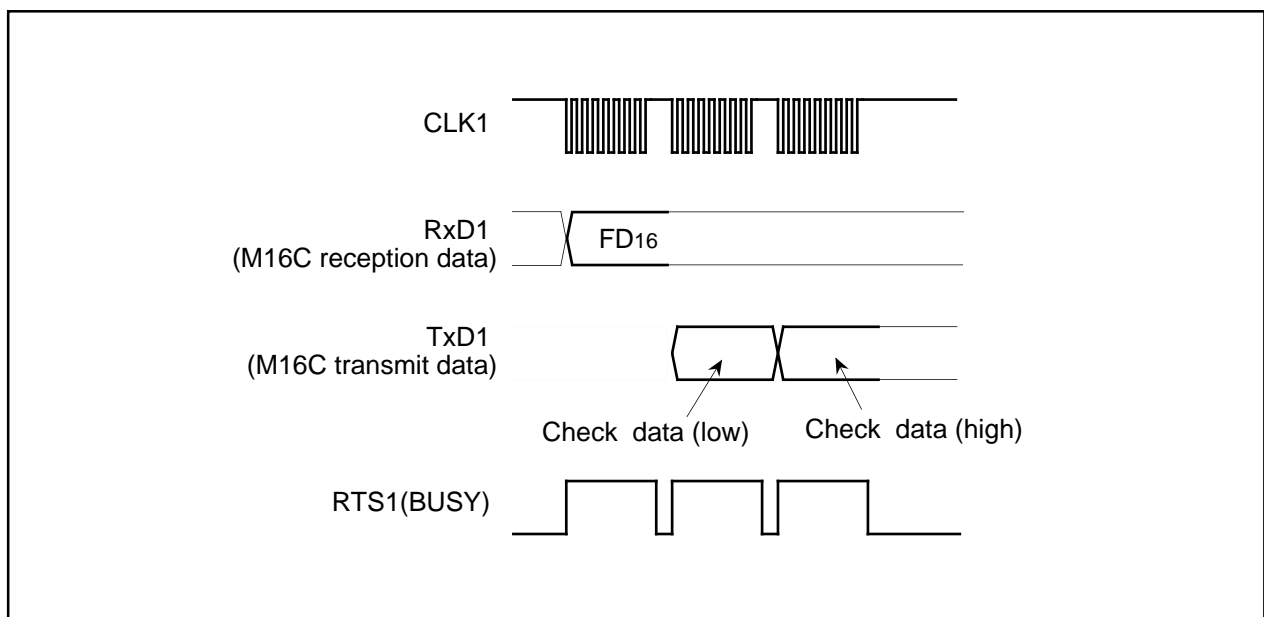 CLK1
RxD1
(M16C reception data)
FD16
TxD1
(M16C transmit data)
Check data (low)
Check data (high)
RTS1(BUSY)